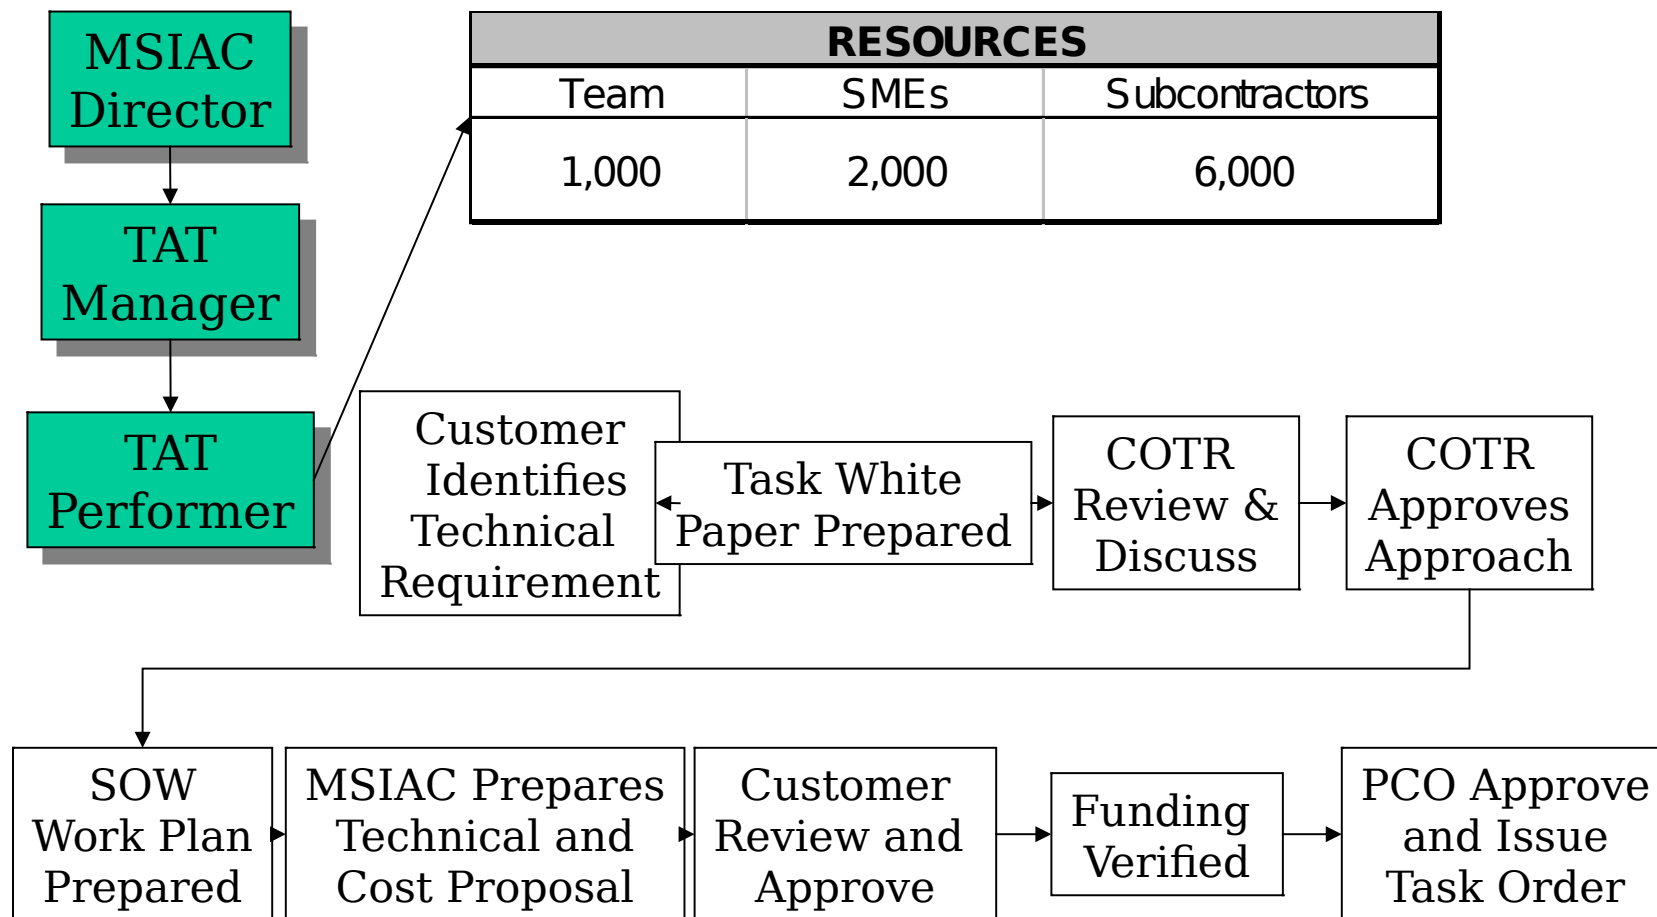 MSIAC
Director
TAT
Manager
TAT
Performer
RESOURCES
Team SMEs Subcontractors
1,000 2,000 6,000
Customer
Identifies
Technical
Requirement
Task White
Paper Prepared
COTR
Review &
Discuss
COTR
Approves
Approach
SOW
Work Plan
Prepared
MSIAC Prepares
Technical and
Cost Proposal
Customer
Review and
Approve
Funding
Verified
PCO Approve
and Issue
Task Order